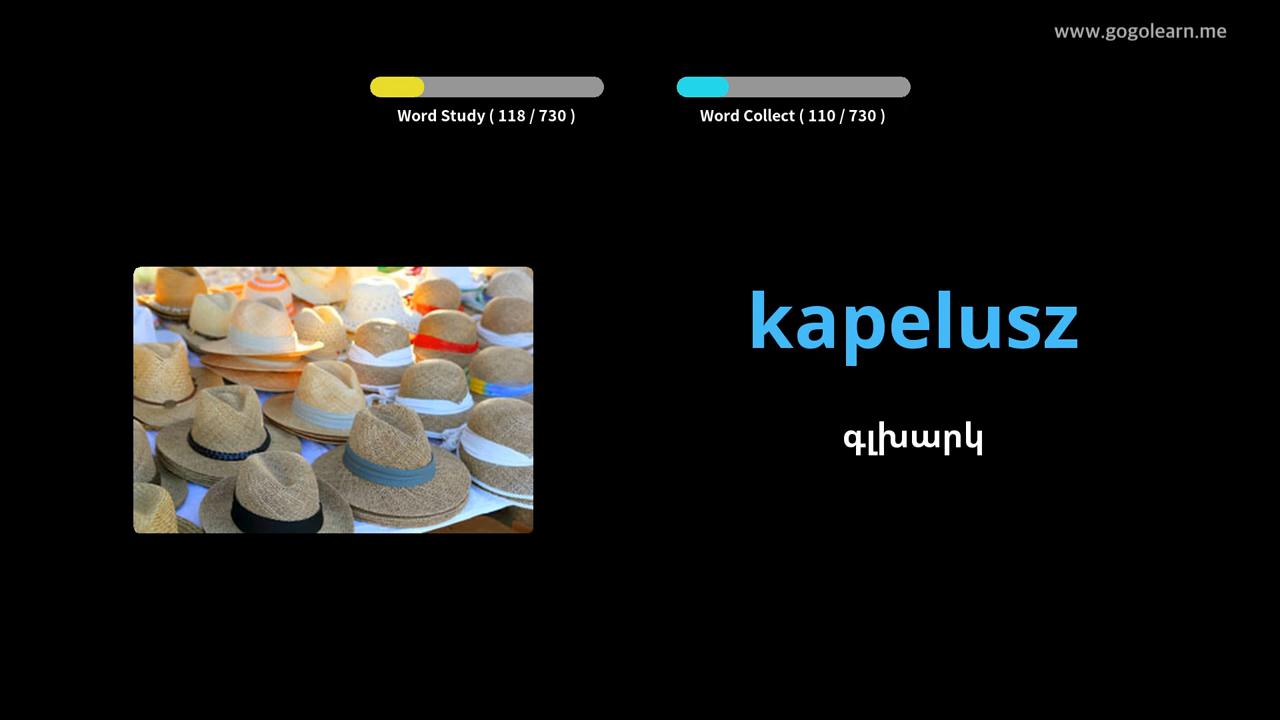 www.gogolearn.me
Word Study ( 118 / 730 )
Word Collect ( 110 / 730 )
kapelusz
գլխարկ